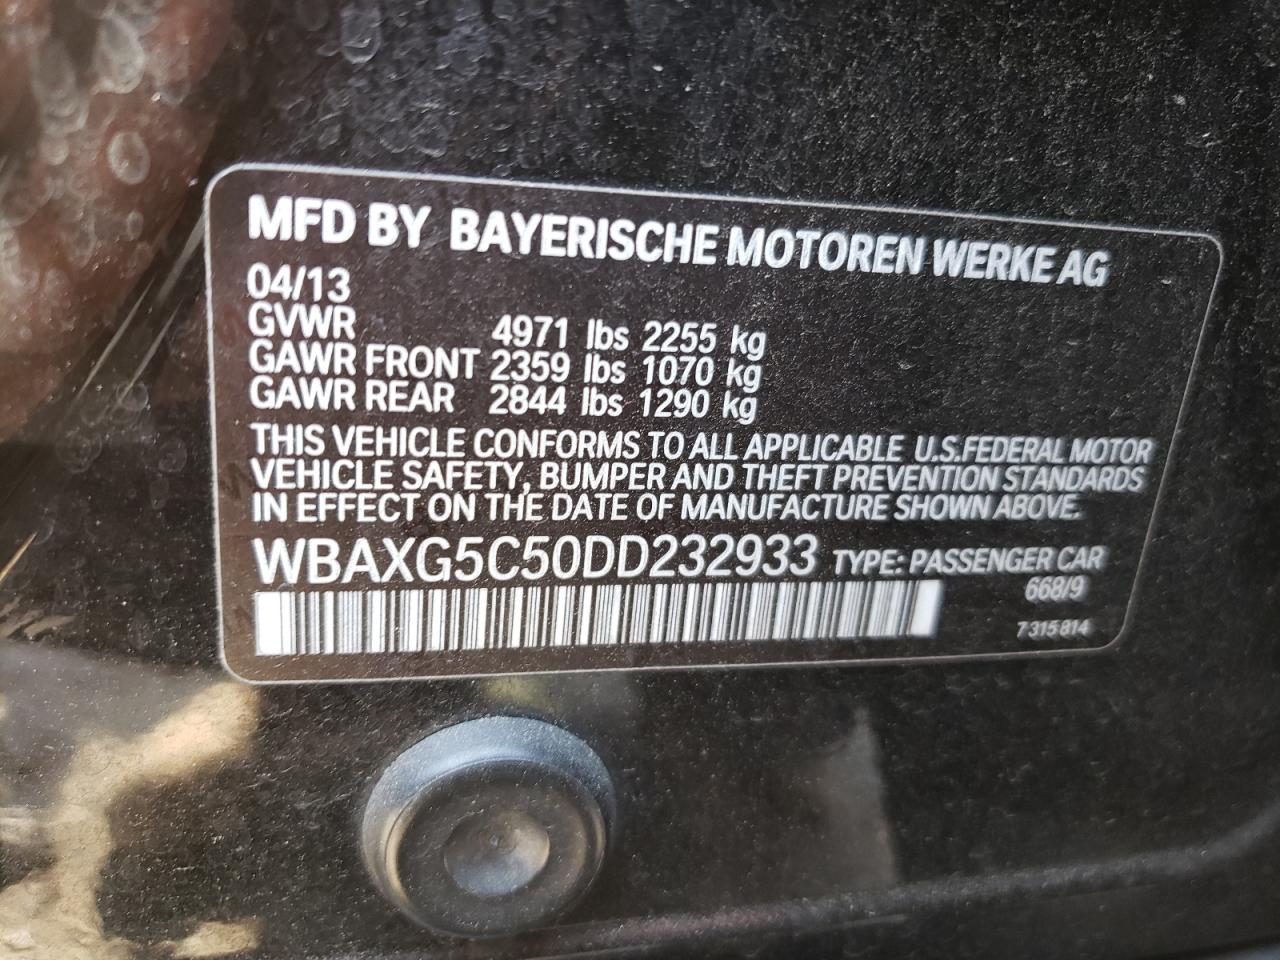 MFD BY BAYERISCHE MOTOREN WERKE AG
04/13
GVWR 4971 lbs 2255 kg
GAWR FRONT 2359 lbs 1070 kg
GAWR REAR 2844 lbs 1290 kg
THIS VEHICLE CONFORMS TO ALL APPLICABLE U.S.FEDERAL MOTOR
VEHICLE SAFETY, BUMPER AND THEFT PREVENTION STANDARDS
IN EFFECT ON THE DATE OF MANUFACTURE SHOWN ABOVE.
WBAXG5C50DD232933 TYPE: PASSENGER CAR
668/9
7 315 814